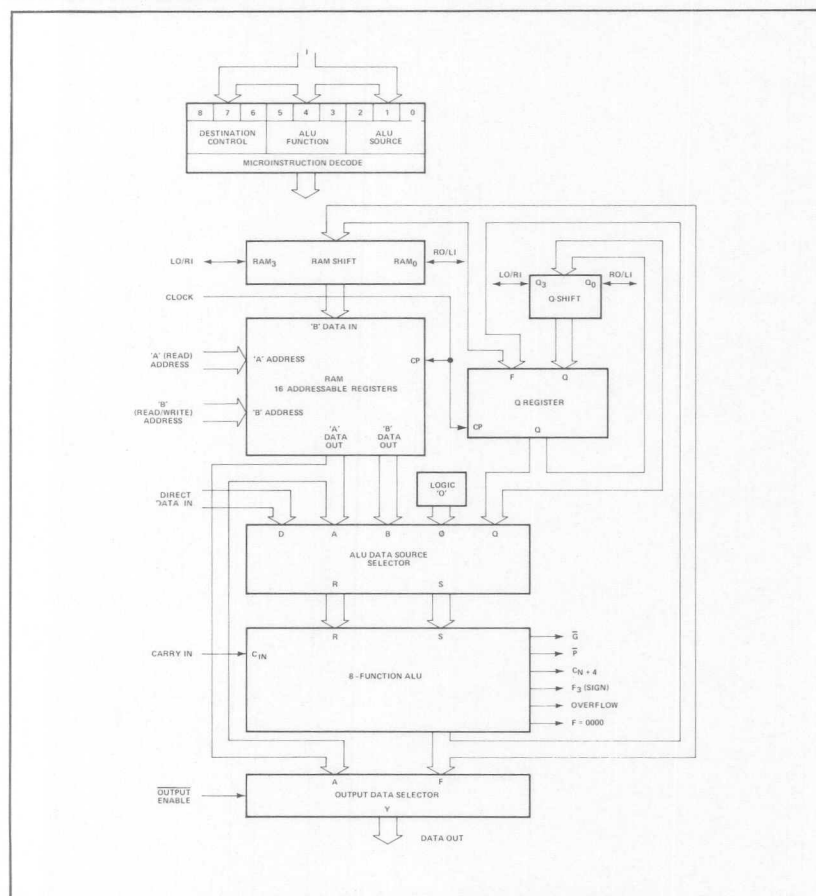 I
8 7 6 5 4 3 2 1 0
DESTINATION CONTROL
ALU FUNCTION
ALU SOURCE
MICROINSTRUCTION DECODE
LO/RI
RAM3
RAM SHIFT
RAM0
RO/LI
LO/RI
Q3
Q0
RO/LI
Q-SHIFT
CLOCK
'B' DATA IN
'A' (READ)
ADDRESS
'A' ADDRESS
CP
RAM
16 ADDRESSABLE REGISTERS
'B'
(READ/WRITE)
ADDRESS
'B' ADDRESS
'A'
DATA
OUT
'B'
DATA
OUT
F
Q
Q REGISTER
CP
Q
LOGIC
'0'
DIRECT
DATA IN
D
A
B
Ø
Q
ALU DATA SOURCE
SELECTOR
R
S
R
S
CARRY IN
CIN
8-FUNCTION ALU
G̅
P̅
CN + 4
F3 (SIGN)
OVERFLOW
F = 0000
A
F
O̅U̅T̅P̅U̅T̅
ENABLE
OUTPUT DATA SELECTOR
Y
DATA OUT